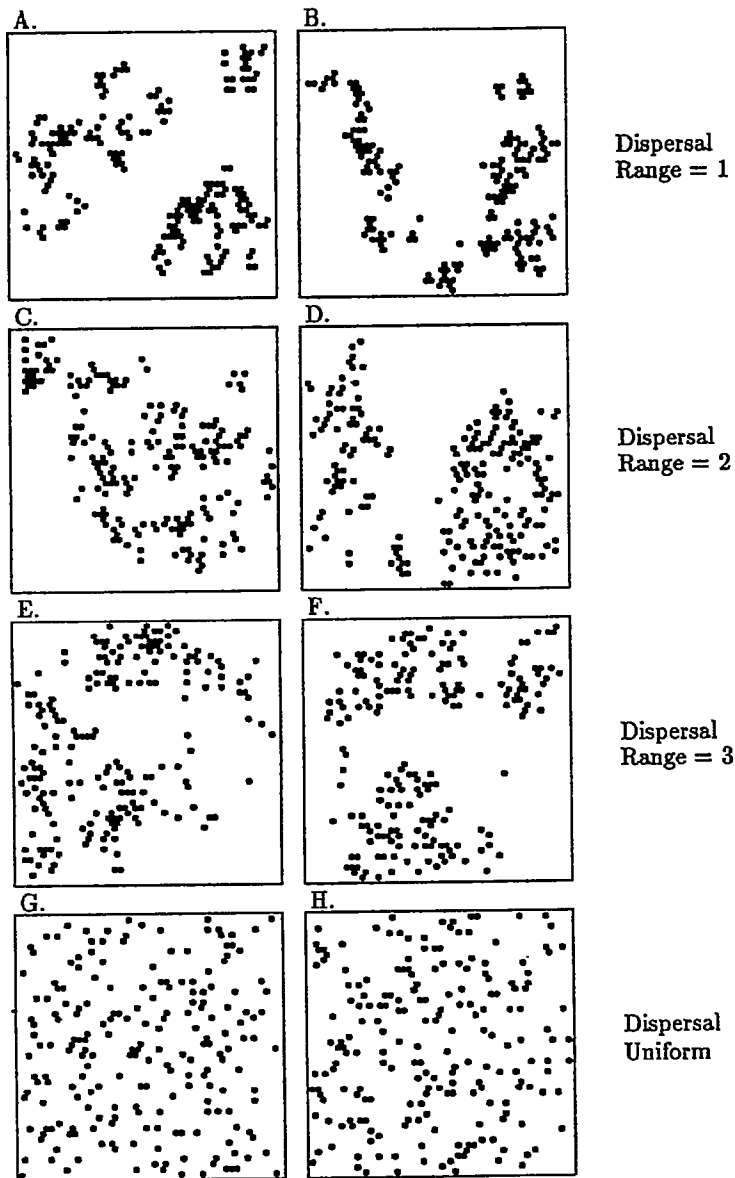 A.
B.
Dispersal
Range = 1
C.
D.
Dispersal
Range = 2
E.
F.
Dispersal
Range = 3
G.
H.
Dispersal
Uniform